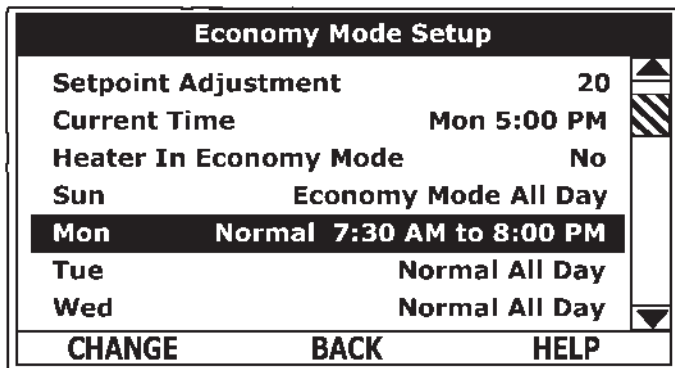 Economy Mode Setup
Setpoint Adjustment 20
Current Time Mon 5:00 PM
Heater In Economy Mode No
Sun Economy Mode All Day
Mon Normal 7:30 AM to 8:00 PM
Tue Normal All Day
Wed Normal All Day
CHANGE BACK HELP